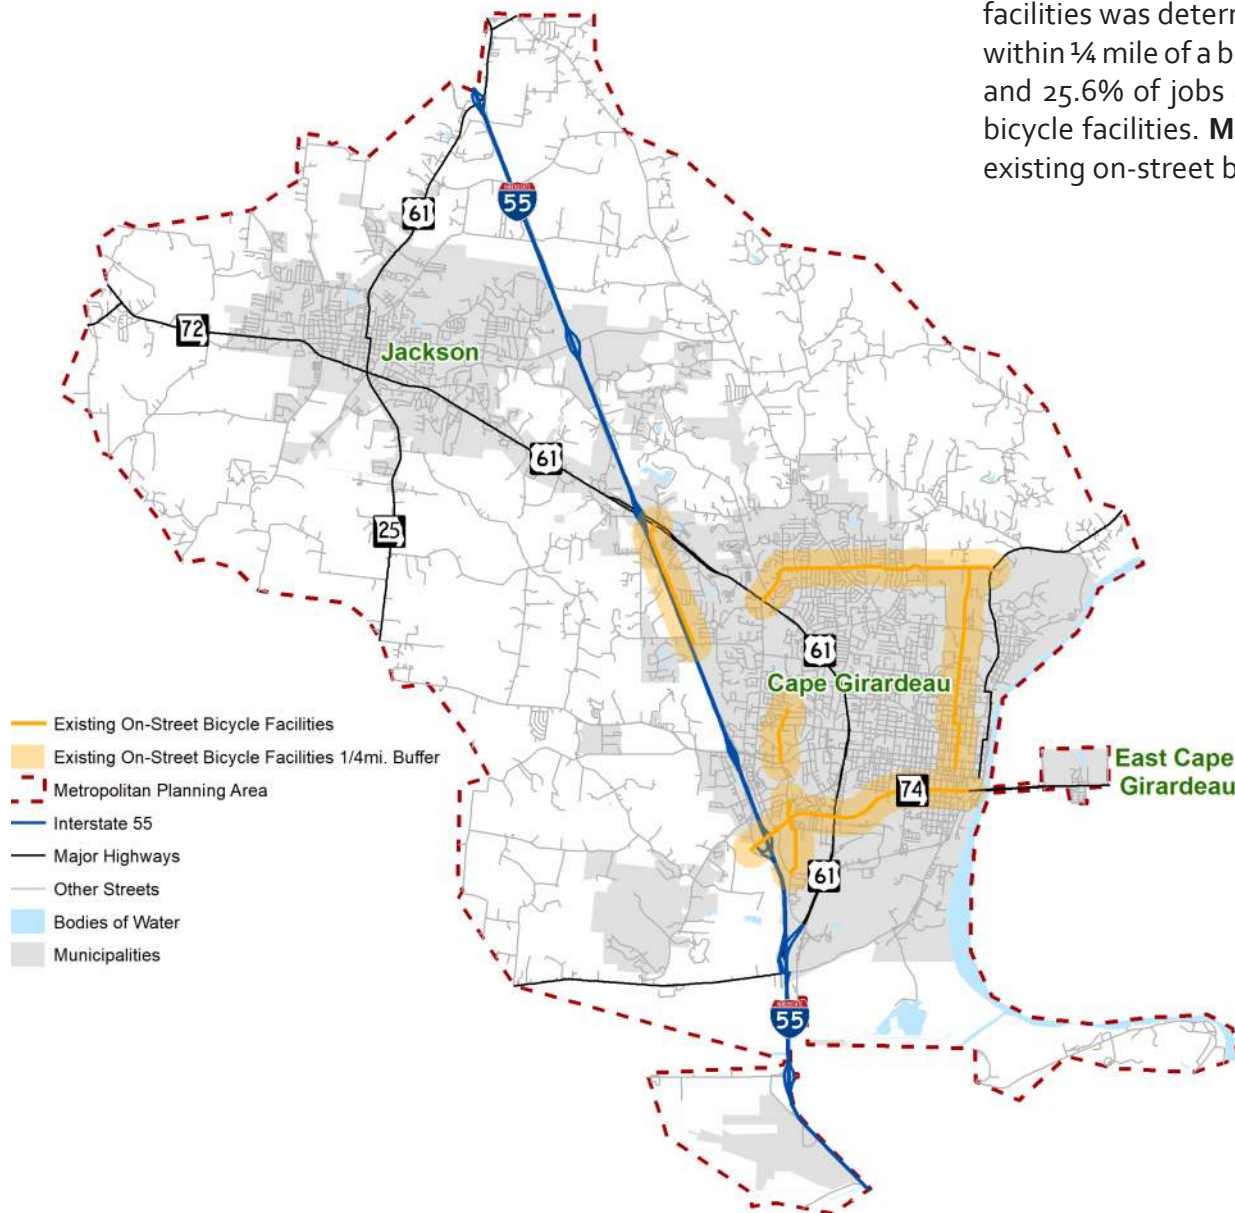 facilities was deter
within ¼ mile of a b
and 25.6% of jobs
bicycle facilities. M
existing on-street b
55
61
72
Jackson
61
25
61
Cape Girardeau
East Cape
Girardeau
74
61
55
Existing On-Street Bicycle Facilities
Existing On-Street Bicycle Facilities 1/4mi. Buffer
Metropolitan Planning Area
Interstate 55
Major Highways
Other Streets
Bodies of Water
Municipalities